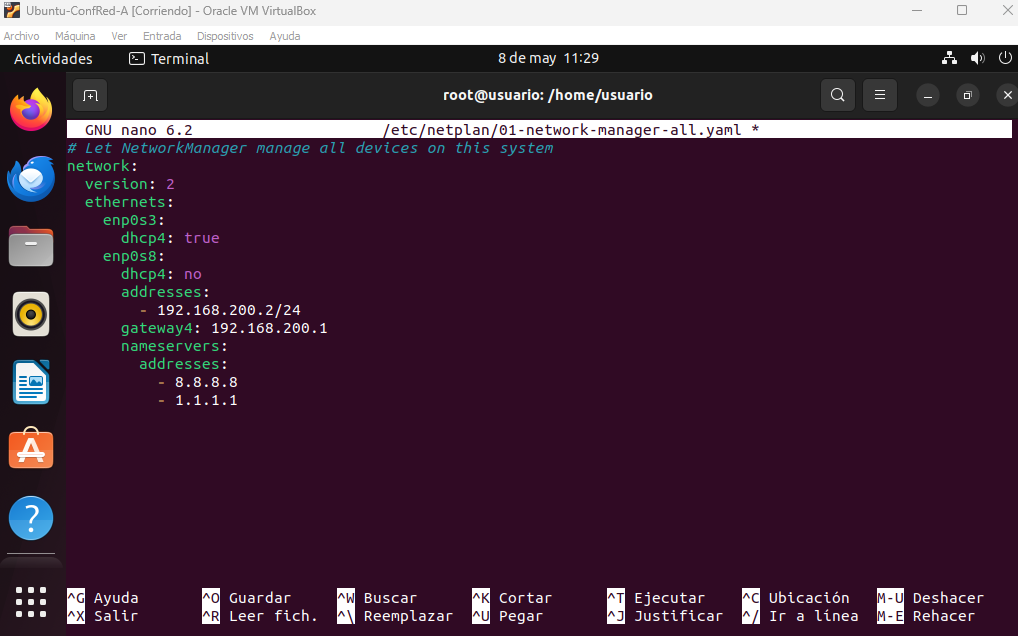 Ubuntu-ConfRed-A [Corriendo] - Oracle VM VirtualBox
Archivo Máquina Ver Entrada Dispositivos Ayuda
Actividades Terminal 8 de may 11:29
root@usuario: /home/usuario
GNU nano 6.2 /etc/netplan/01-network-manager-all.yaml *
# Let NetworkManager manage all devices on this system
network:
  version: 2
  ethernets:
    enp0s3:
      dhcp4: true
    enp0s8:
      dhcp4: no
      addresses:
        - 192.168.200.2/24
      gateway4: 192.168.200.1
      nameservers:
        addresses:
          - 8.8.8.8
          - 1.1.1.1
^G Ayuda ^O Guardar ^W Buscar ^K Cortar ^T Ejecutar ^C Ubicación M-U Deshacer
^X Salir ^R Leer fich. ^\ Reemplazar ^U Pegar ^J Justificar ^/ Ir a línea M-E Rehacer